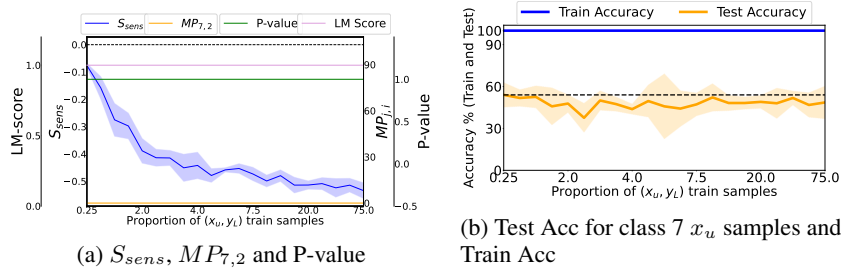 S_sens MP_7,2 P-value LM Score
LM-score
1.0
0.5
0.0
S_sens
0.0
−0.1
−0.2
−0.3
−0.4
−0.5
0.25 2.0 4.0 7.5 20.0 75.0
Proportion of (x_u, y_L) train samples
90
60
30
0
MP_j,i
1.0
0.5
0.0
−0.5
P-value
(a) S_sens, MP_7,2 and P-value
Train Accuracy Test Accuracy
Accuracy % (Train and Test)
100
90
60
30
0
0.25 2.0 4.0 7.5 20.0 75.0
Proportion of (x_u, y_L) train samples
(b) Test Acc for class 7 x_u samples and
Train Acc